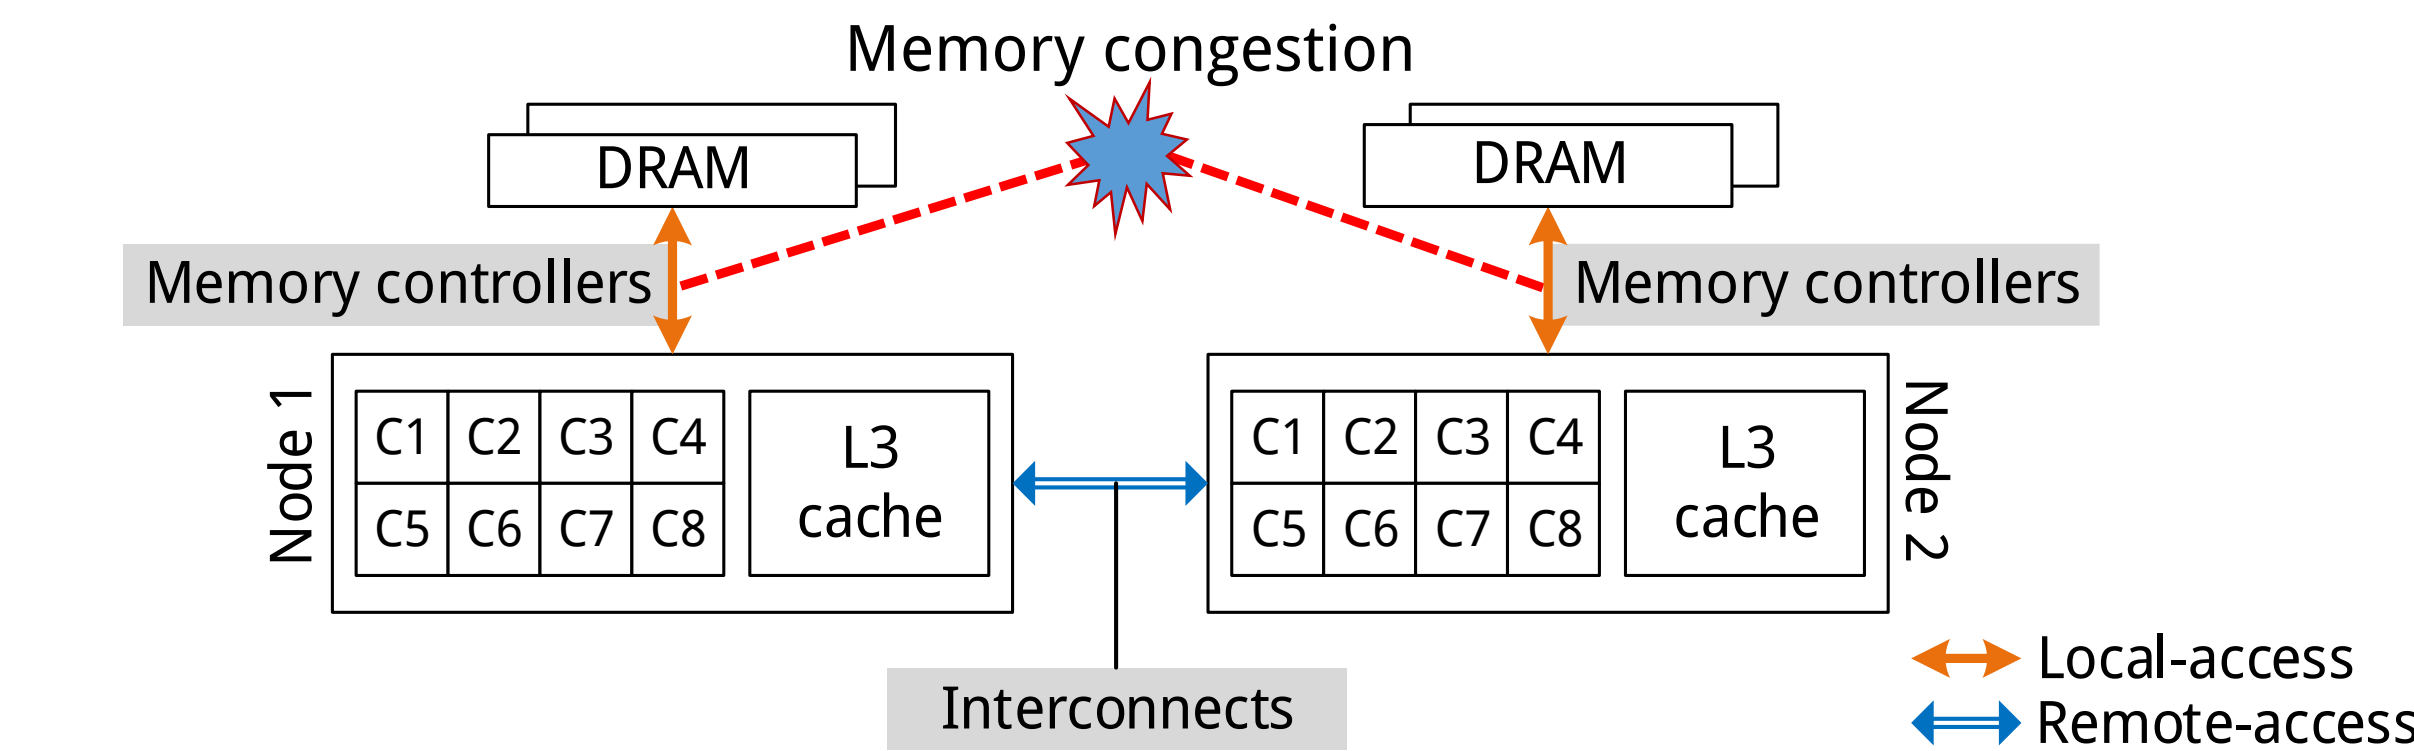 Memory congestion
DRAM
DRAM
Memory controllers
Memory controllers
Node 1
C1 C2 C3 C4
C5 C6 C7 C8
L3
cache
C1 C2 C3 C4
C5 C6 C7 C8
L3
cache
Node 2
Interconnects
Local-access
Remote-access